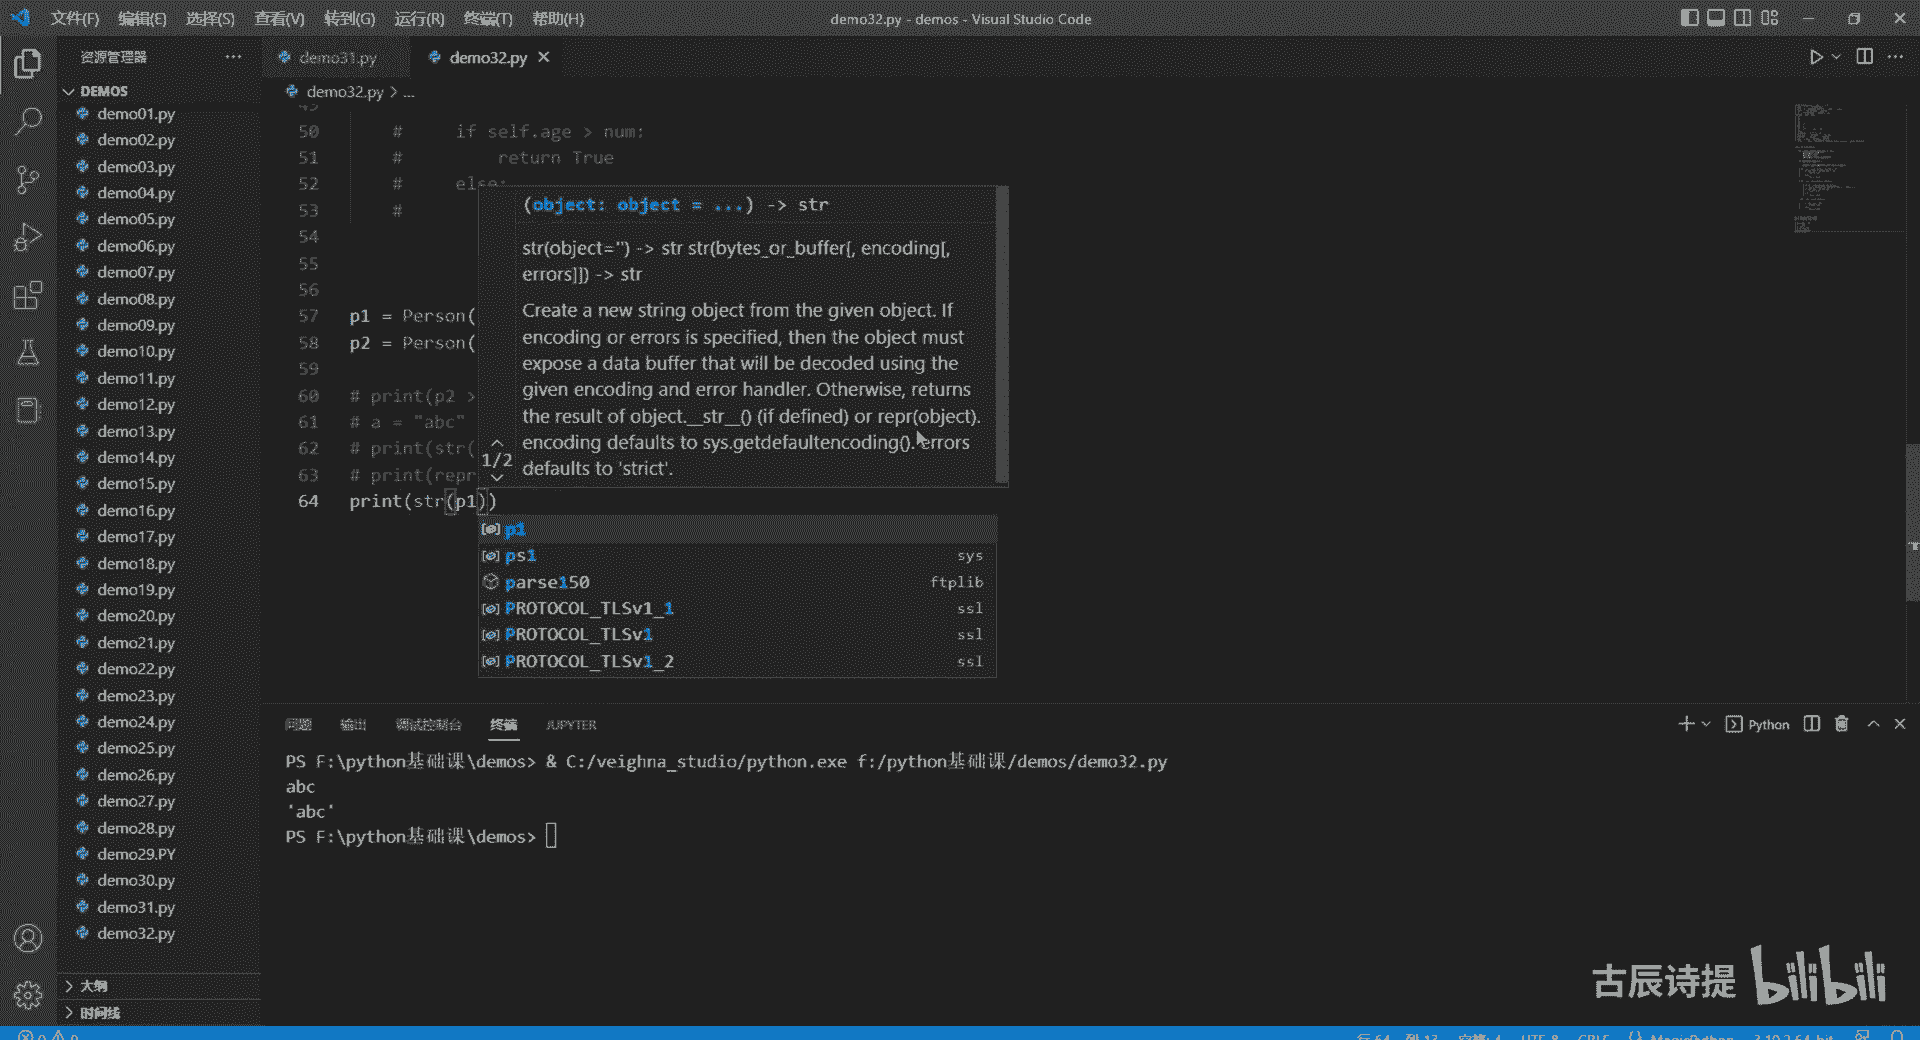 文件(F) 编辑(E) 选择(S) 查看(V) 转到(G) 运行(R) 终端(T) 帮助(H) demo32.py - demos - Visual Studio Code
资源管理器
DEMOS
demo01.py
demo02.py
demo03.py
demo04.py
demo05.py
demo06.py
demo07.py
demo08.py
demo09.py
demo10.py
demo11.py
demo12.py
demo13.py
demo14.py
demo15.py
demo16.py
demo17.py
demo18.py
demo19.py
demo20.py
demo21.py
demo22.py
demo23.py
demo24.py
demo25.py
demo26.py
demo27.py
demo28.py
demo29.PY
demo30.py
demo31.py
demo32.py
大纲
时间线
demo31.py demo32.py
demo32.py > ...
50 # if self.age > num:
51 # return True
52 # else:
53 #
54
55
56
57 p1 = Person(
58 p2 = Person(
59
60 # print(p2 >
61 # a = "abc"
62 # print(str(
63 # print(repr
64 print(str(p1))
(object: object = ...) -> str
str(object='') -> str str(bytes_or_buffer[, encoding[,
errors]]) -> str
Create a new string object from the given object. If
encoding or errors is specified, then the object must
expose a data buffer that will be decoded using the
given encoding and error handler. Otherwise, returns
the result of object.__str__() (if defined) or repr(object).
encoding defaults to sys.getdefaultencoding(). errors
defaults to 'strict'.
1/2
p1
ps1 sys
parse150 ftplib
PROTOCOL_TLSv1_1 ssl
PROTOCOL_TLSv1 ssl
PROTOCOL_TLSv1_2 ssl
问题 输出 调试控制台 终端 JUPYTER
Python
PS F:\python基础课\demos> & C:/veighna_studio/python.exe f:/python基础课/demos/demo32.py
abc
'abc'
PS F:\python基础课\demos>
古辰诗提 bilibili